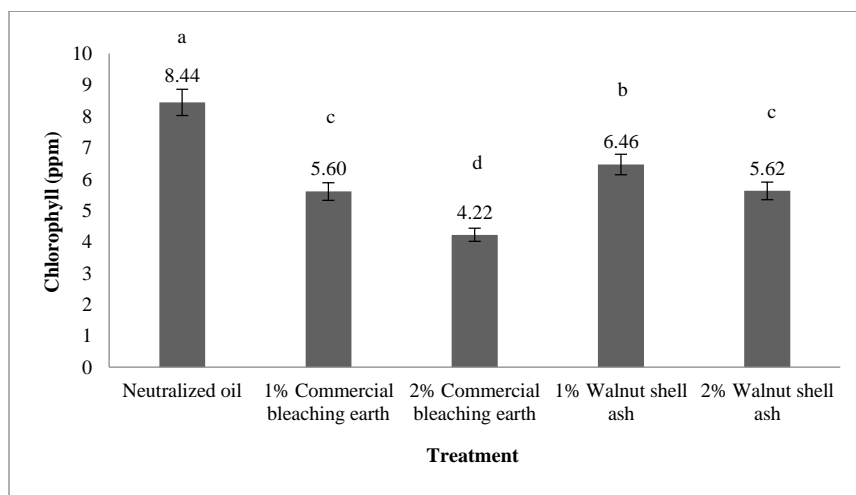 a
10
8.44
9
c
b
c
8
6.46
7
5.60
d
5.62
6
4.22
5
4
3
2
1
0
Chlorophyll (ppm)
Neutralized oil
1% Commercial
bleaching earth
2% Commercial
bleaching earth
1% Walnut shell
ash
2% Walnut shell
ash
Treatment